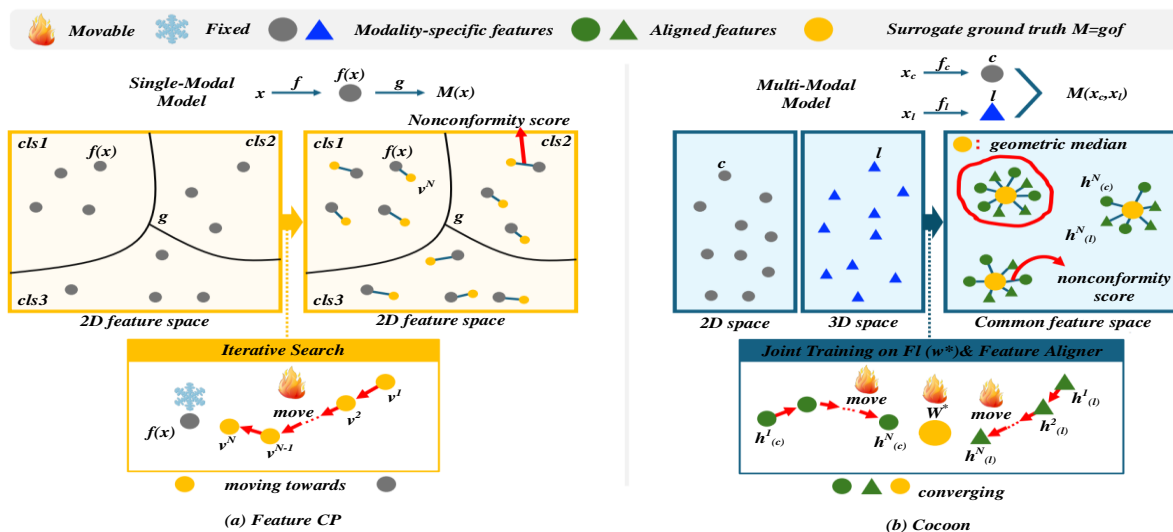 Movable Fixed Modality-specific features Aligned features Surrogate ground truth M=gof
Single-Modal Model
x f f(x) g M(x)
Nonconformity score
cls1 cls2
f(x)
g
cls3
2D feature space
cls1 cls2
f(x)
v^N
g
cls3
2D feature space
Iterative Search
move
f(x)
v^N
v^{N-1}
v^2
v^1
moving towards
(a) Feature CP
Multi-Modal Model
x_c f_c c
x_l f_l l
M(x_c,x_l)
c
2D space
l
3D space
: geometric median
h^N_(c)
h^N_(l)
nonconformity score
Common feature space
Joint Training on Fl (w*)& Feature Aligner
move
W*
move
h^1_(c)
h^N_(c)
h^N_(l)
h^2_(l)
h^1_(l)
converging
(b) Cocoon